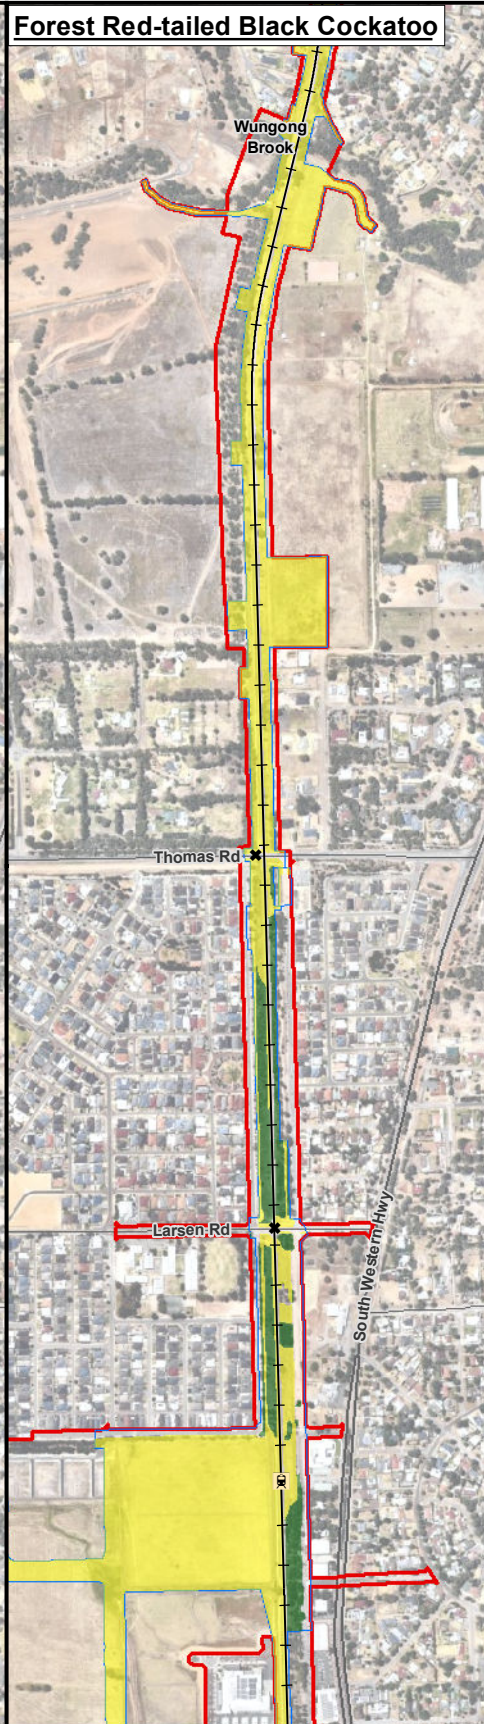 Forest Red-tailed Black Cockatoo
Wungong
Brook
Thomas Rd
Larsen Rd
South Western Hwy